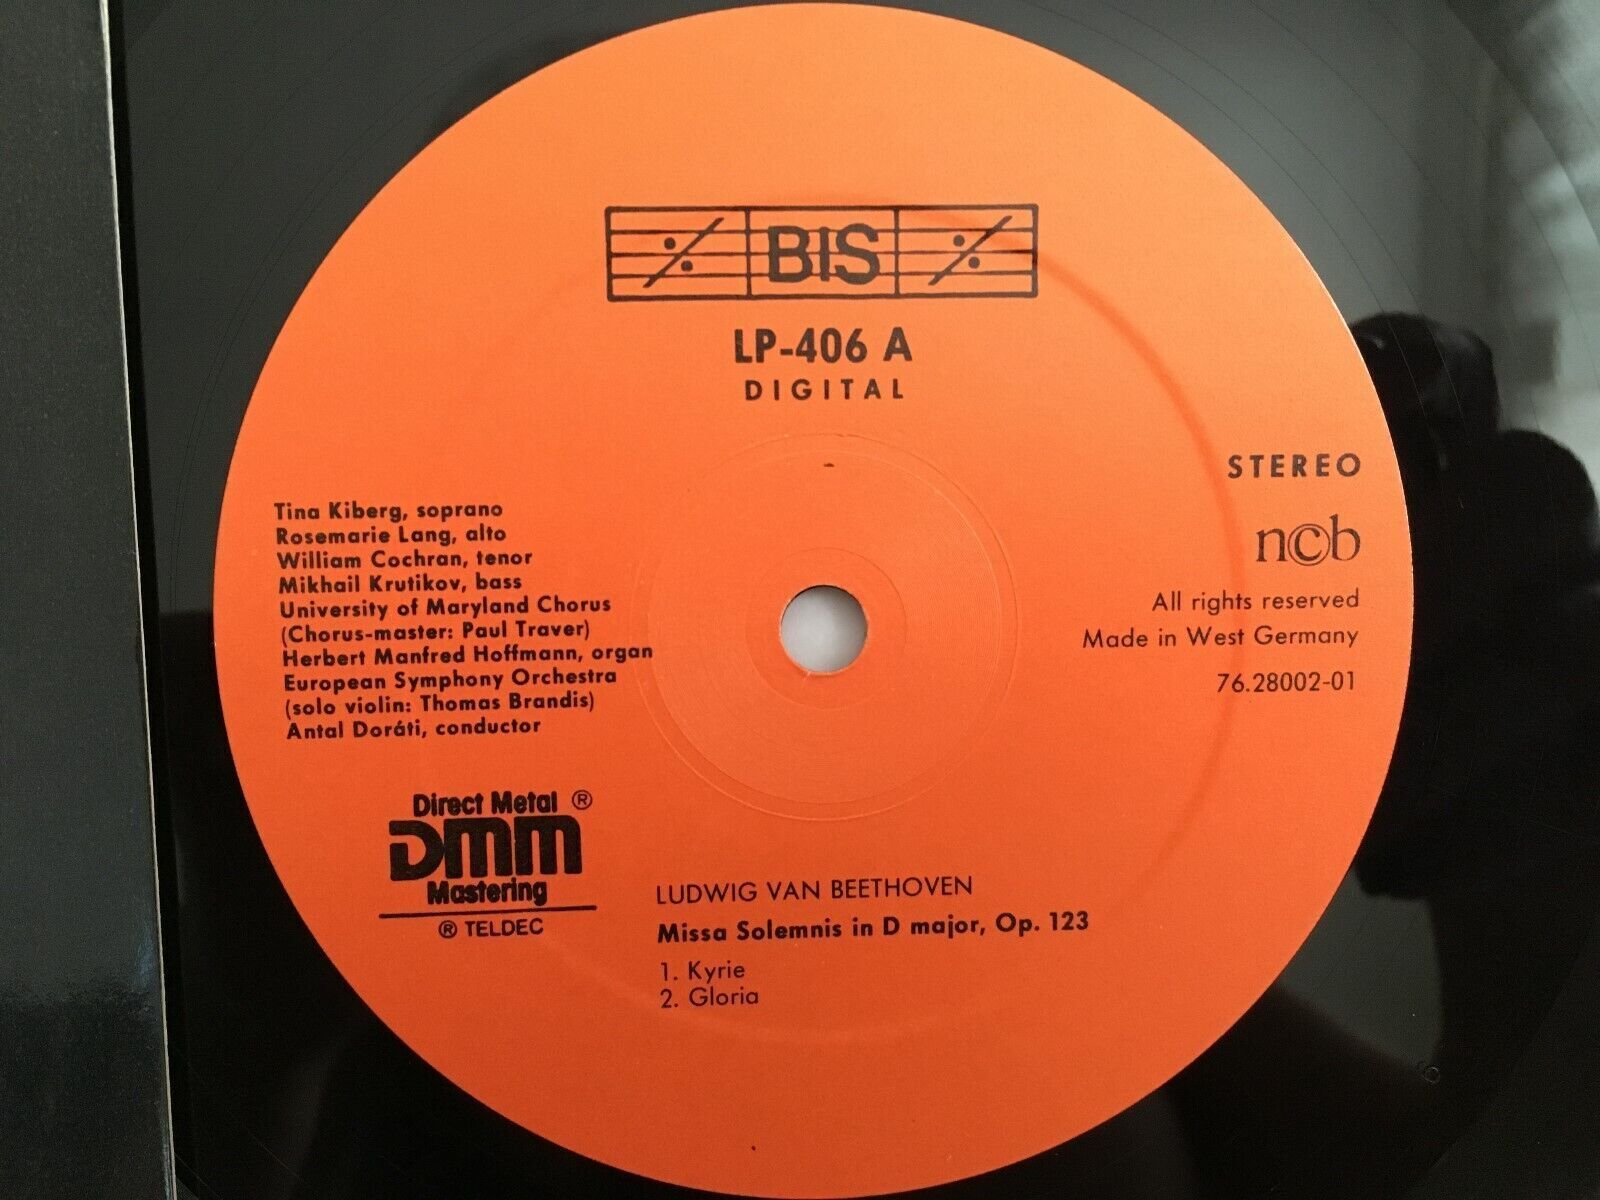 BIS
LP-406 A
DIGITAL
STEREO
ncb
All rights reserved
Made in West Germany
76.28002-01
Tina Kiberg, soprano
Rosemarie Lang, alto
William Cochran, tenor
Mikhail Krutikov, bass
University of Maryland Chorus
(Chorus-master: Paul Traver)
Herbert Manfred Hoffmann, organ
European Symphony Orchestra
(solo violin: Thomas Brandis)
Antal Doráti, conductor
Direct Metal ®
DMM
Mastering
® TELDEC
LUDWIG VAN BEETHOVEN
Missa Solemnis in D major, Op. 123
1. Kyrie
2. Gloria